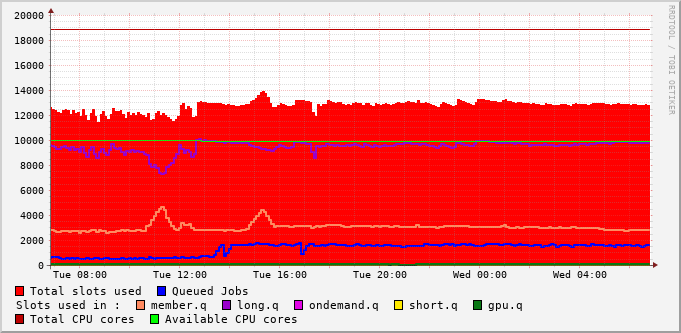 20000
18000
16000
14000
12000
10000
8000
6000
4000
2000
0
Tue 08:00 Tue 12:00 Tue 16:00 Tue 20:00 Wed 00:00 Wed 04:00
Total slots used Queued Jobs
Slots used in : member.q long.q ondemand.q short.q gpu.q
Total CPU cores Available CPU cores
RRDTOOL / TOBI OETIKER